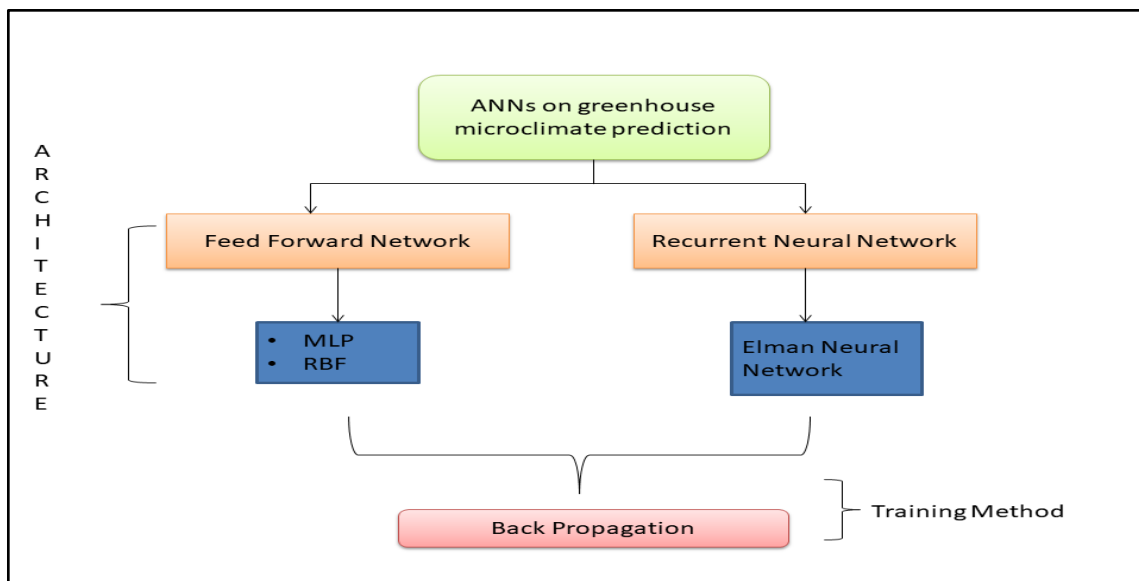 ANNs on greenhouse
microclimate prediction
ARCHITECTURE
Feed Forward Network
Recurrent Neural Network
• MLP
• RBF
Elman Neural
Network
Back Propagation
Training Method